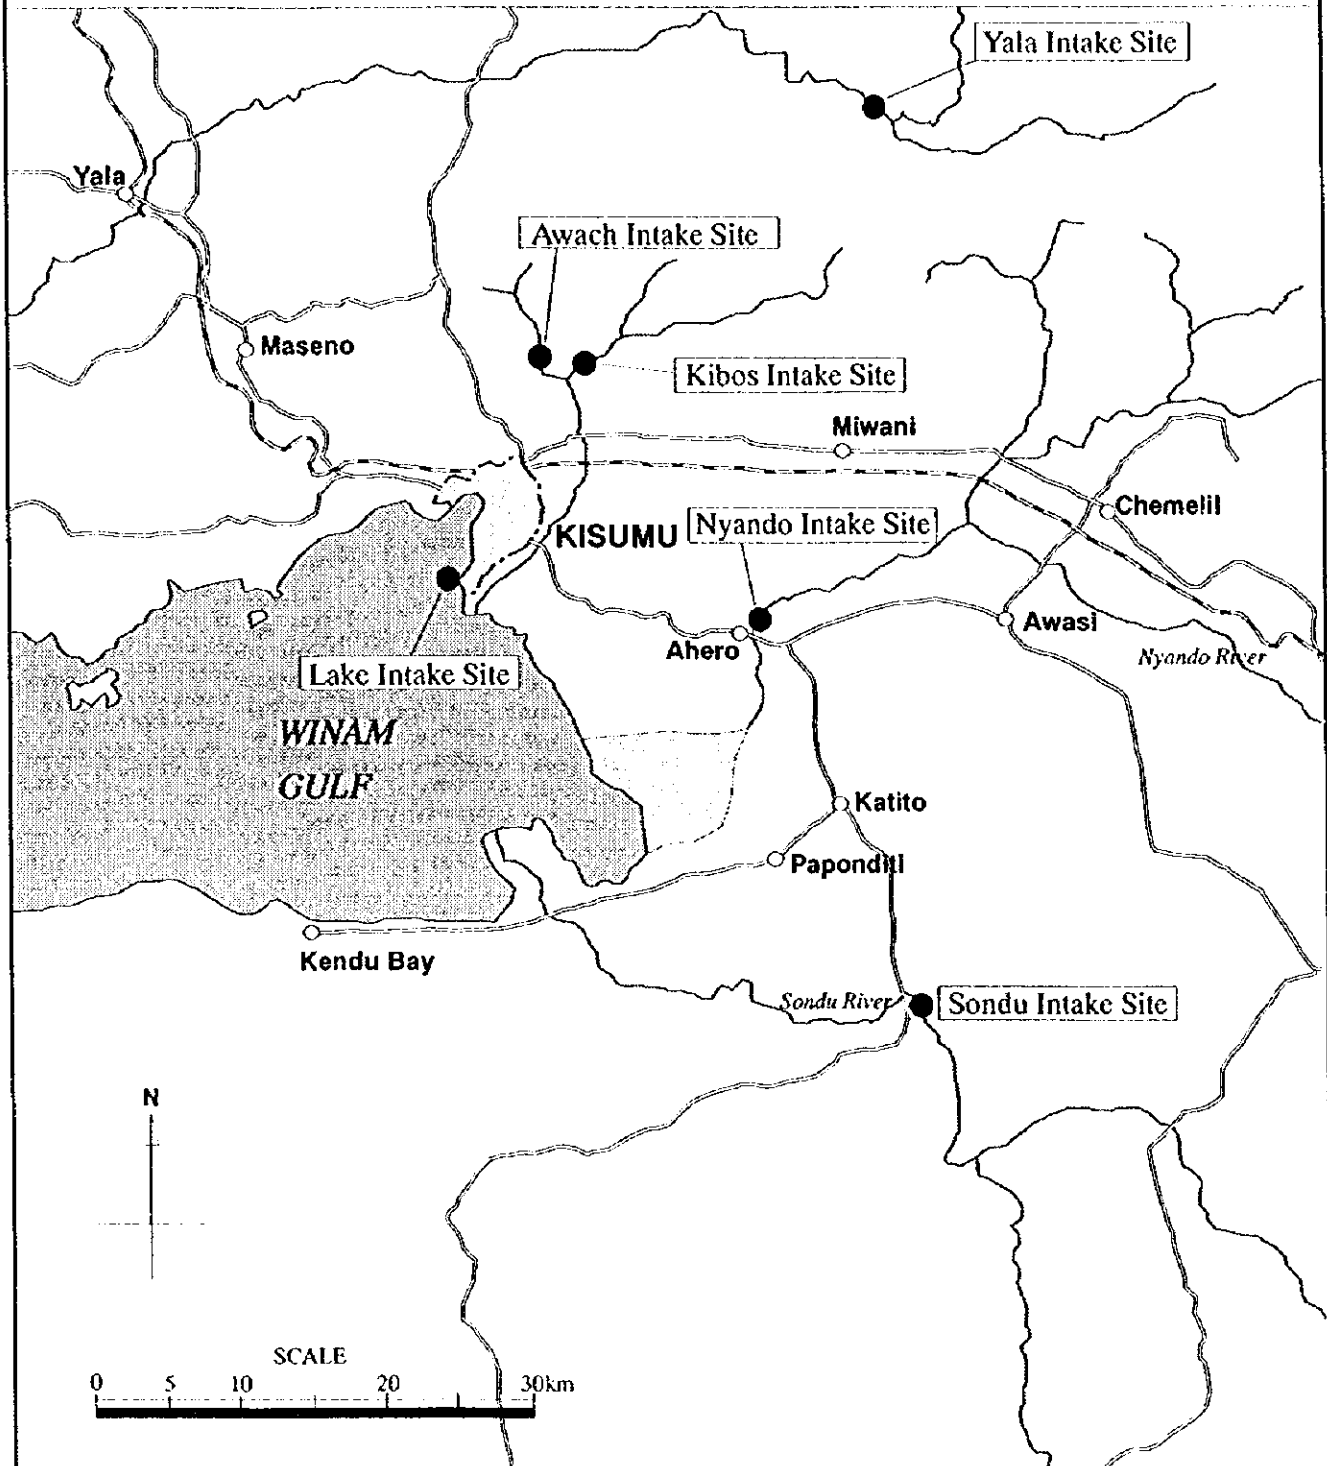 Yala Intake Site
Yala
Awach Intake Site
Maseno
Kibos Intake Site
Miwani
Chemelil
KISUMU
Nyando Intake Site
Awasi
Ahero
Nyando River
Lake Intake Site
WINAM
GULF
Katito
Paponditi
Kendu Bay
Sondu River
Sondu Intake Site
N
SCALE
0 5 10 20 30km